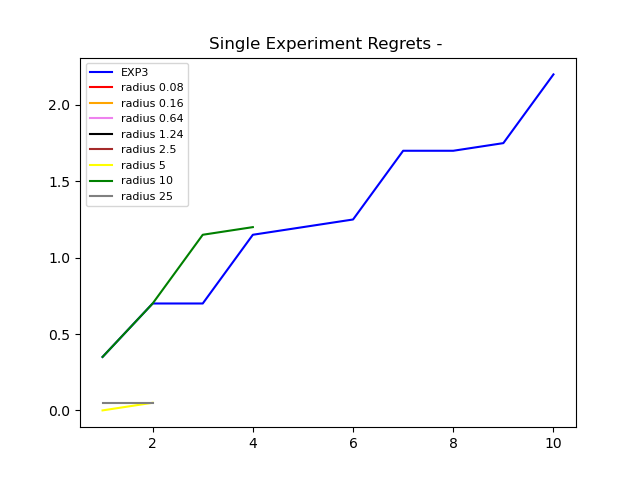 Single Experiment Regrets -
EXP3
radius 0.08
radius 0.16
radius 0.64
radius 1.24
radius 2.5
radius 5
radius 10
radius 25
2.0
1.5
1.0
0.5
0.0
2 4 6 8 10